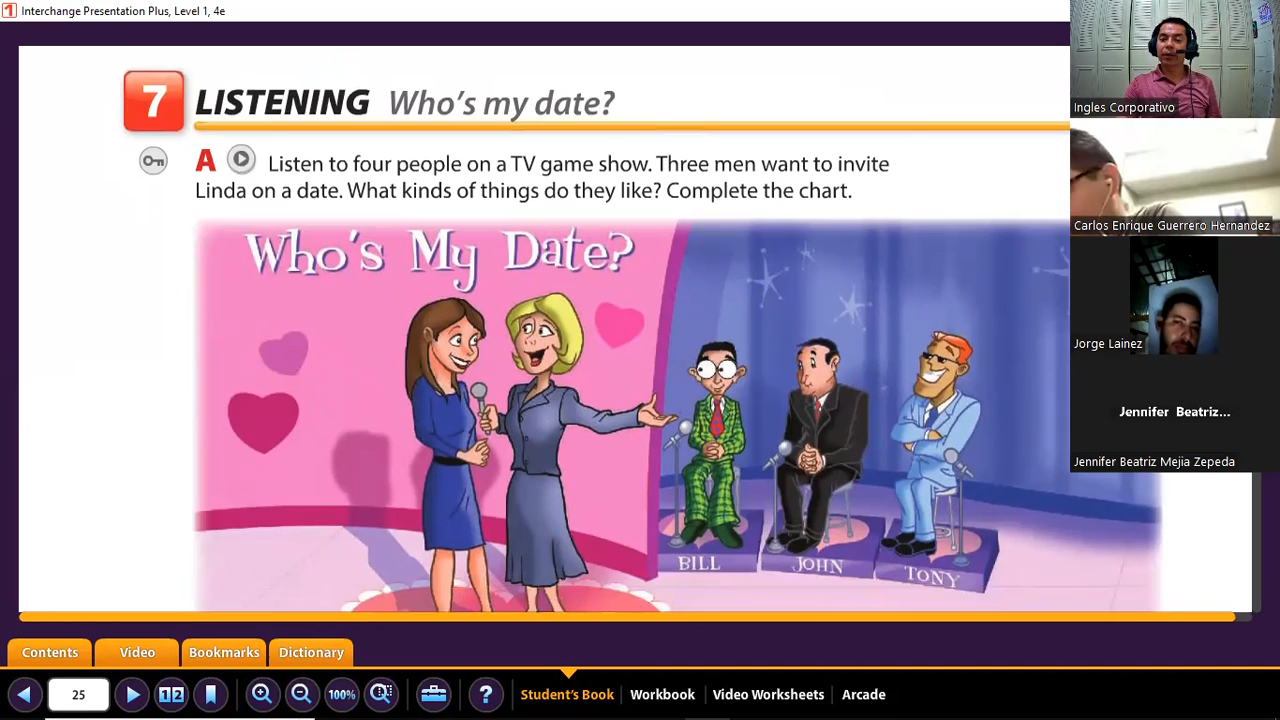 Interchange Presentation Plus, Level 1, 4e
7 LISTENING Who's my date?
A Listen to four people on a TV game show. Three men want to invite
Linda on a date. What kinds of things do they like? Complete the chart.
Who's My Date?
BILL
JOHN
TONY
Ingles Corporativo
Carlos Enrique Guerrero Hernandez
Jorge Lainez
Jennifer Beatriz...
Jennifer Beatriz Mejia Zepeda
Contents
Video
Bookmarks
Dictionary
25
1 2
100%
?
Student's Book
Workbook
Video Worksheets
Arcade